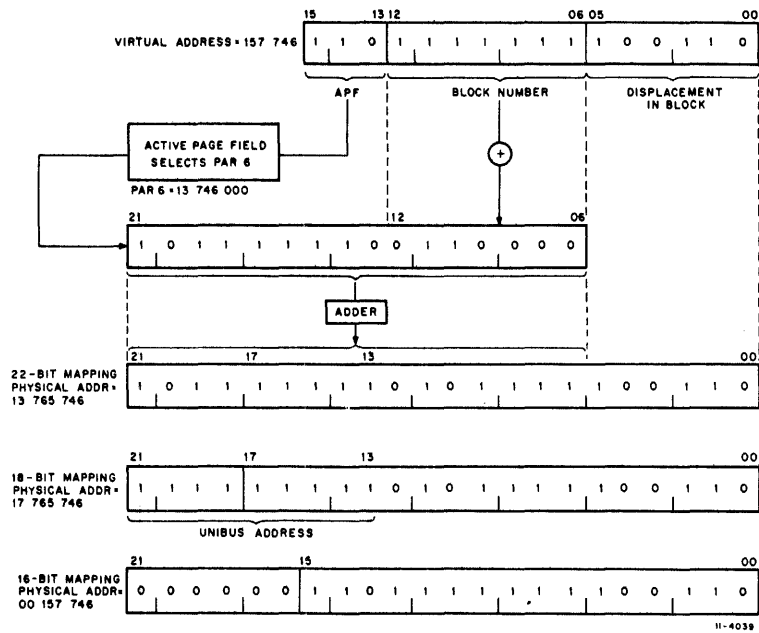 15 13 12 06 05 00
VIRTUAL ADDRESS = 157 746
1 1 0 1 1 1 1 1 1 1 1 0 0 1 1 0
APF
BLOCK NUMBER
DISPLACEMENT
IN BLOCK
ACTIVE PAGE FIELD
SELECTS PAR 6
+
PAR 6 = 13 746 000
21 12 06
1 0 1 1 1 1 1 1 0 0 1 1 0 0 0 0
ADDER
21 17 13 00
22-BIT MAPPING
PHYSICAL ADDR=
13 765 746
1 0 1 1 1 1 1 1 1 0 1 0 1 1 1 1 1 0 0 1 1 0
21 17 13 00
18-BIT MAPPING
PHYSICAL ADDR=
17 765 746
1 1 1 1 1 1 1 1 1 0 1 0 1 1 1 1 1 0 0 1 1 0
UNIBUS ADDRESS
21 15 00
16-BIT MAPPING
PHYSICAL ADDR=
00 157 746
0 0 0 0 0 0 1 1 0 1 1 1 1 1 1 1 1 0 0 1 1 0
11-4039